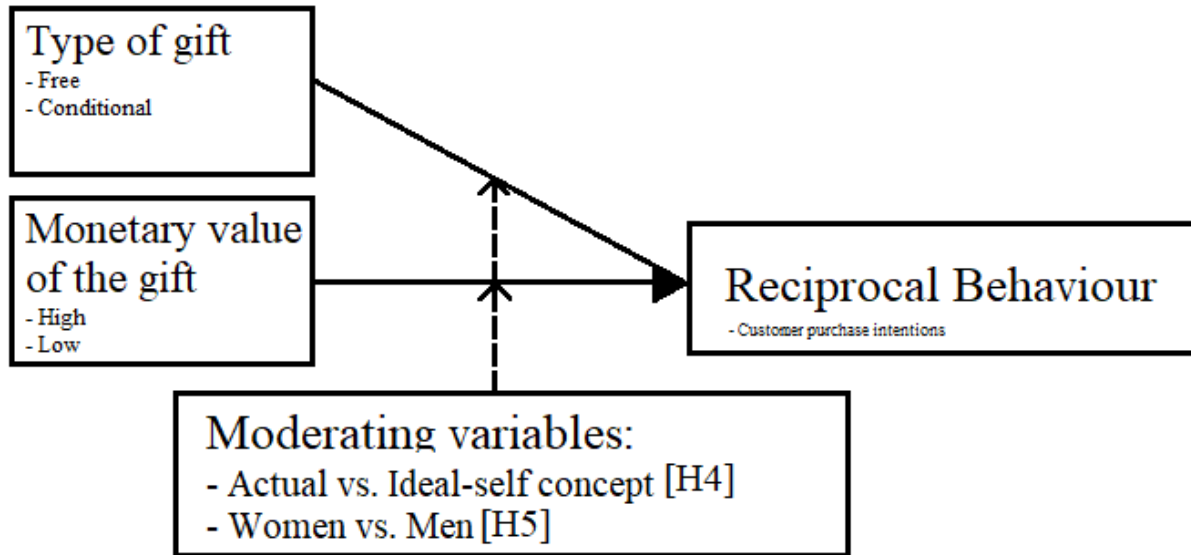 Type of gift
- Free
- Conditional
Monetary value
of the gift
- High
- Low
Reciprocal Behaviour
- Customer purchase intentions
Moderating variables:
- Actual vs. Ideal-self concept [H4]
- Women vs. Men [H5]